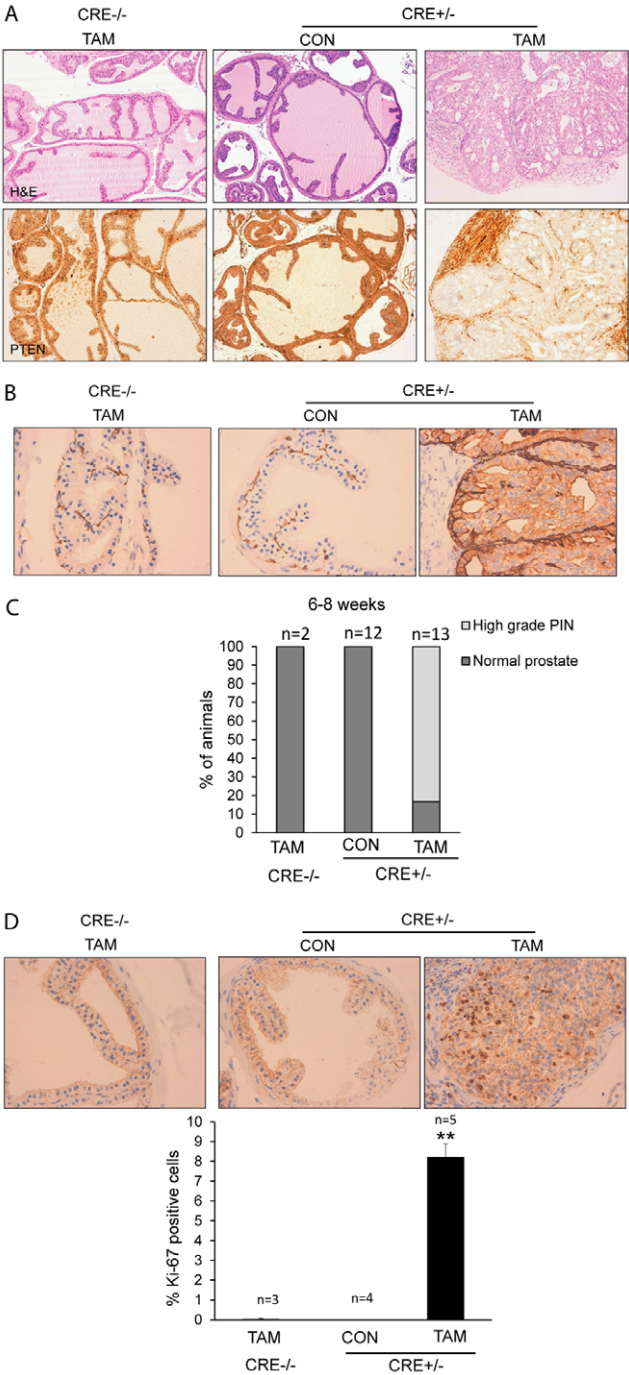 A
CRE-/-
CRE+/-
TAM
CON
TAM
H&E
PTEN
B
CRE-/-
CRE+/-
TAM
CON
TAM
C
6-8 weeks
n=2
n=12
n=13
High grade PIN
Normal prostate
% of animals
100
90
80
70
60
50
40
30
20
10
0
TAM
CON
TAM
CRE-/-
CRE+/-
D
CRE-/-
CRE+/-
TAM
CON
TAM
% Ki-67 positive cells
10
9
8
7
6
5
4
3
2
1
0
n=3
n=4
n=5
**
TAM
CON
TAM
CRE-/-
CRE+/-